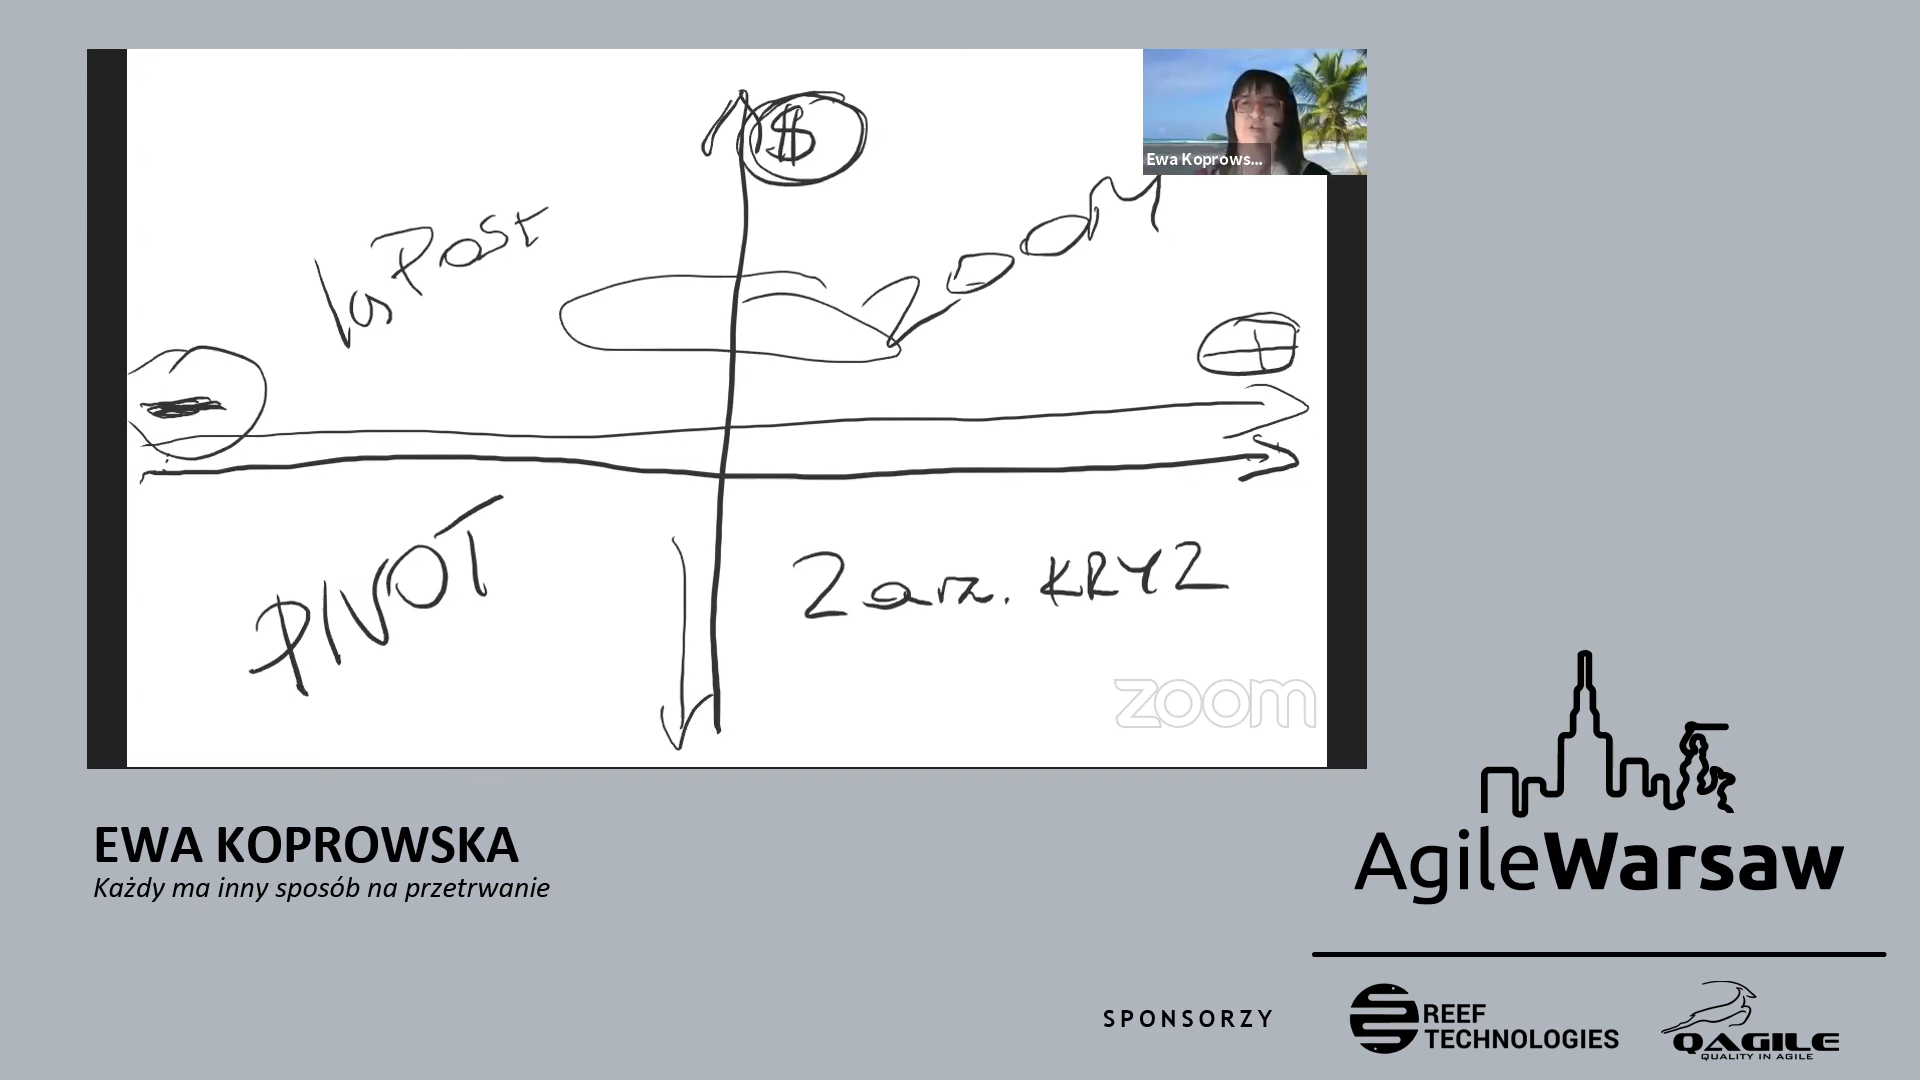 $
InPost
ZOOM
Ewa Koprows...
PIVOT
Zarz. KRYZ
zoom
EWA KOPROWSKA
Każdy ma inny sposób na przetrwanie
AgileWarsaw
SPONSORZY
REEF
TECHNOLOGIES
QAGILE
QUALITY IN AGILE